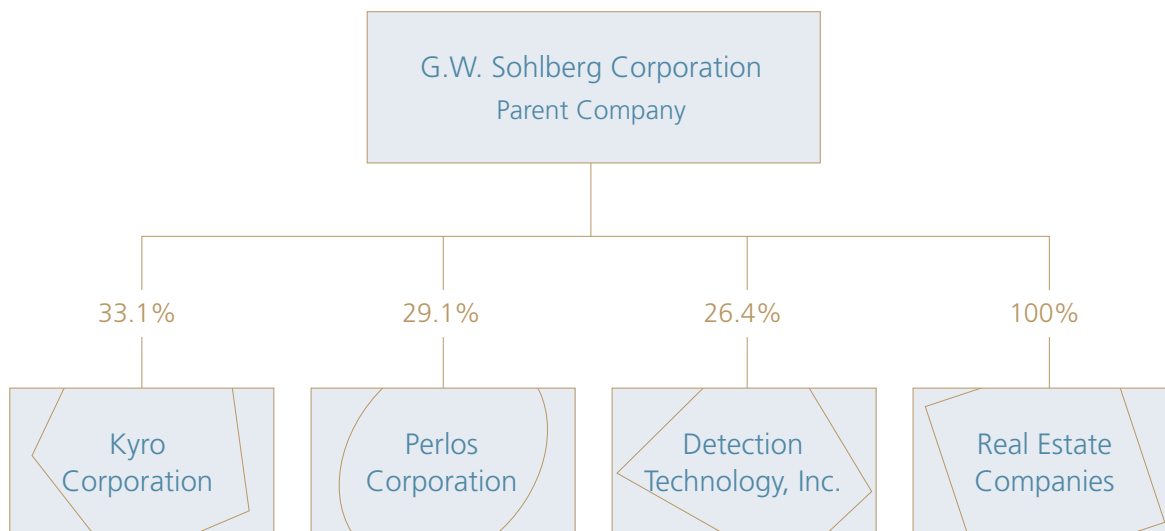 G.W. Sohlberg Corporation
Parent Company
33.1%
29.1%
26.4%
100%
Kyro
Corporation
Perlos
Corporation
Detection
Technology, Inc.
Real Estate
Companies